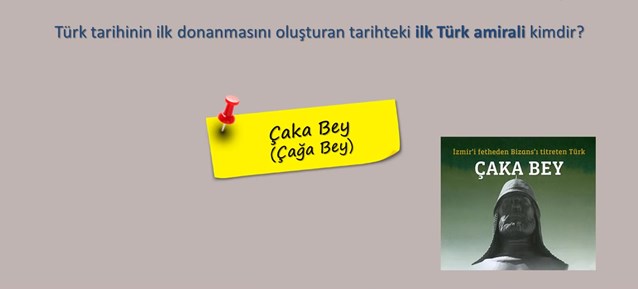 Türk tarihinin ilk donanmasını oluşturan tarihteki ilk Türk amirali kimdir?
Çaka Bey
(Çağa Bey)
İzmir'i fetheden Bizans'ı titreten Türk
ÇAKA BEY